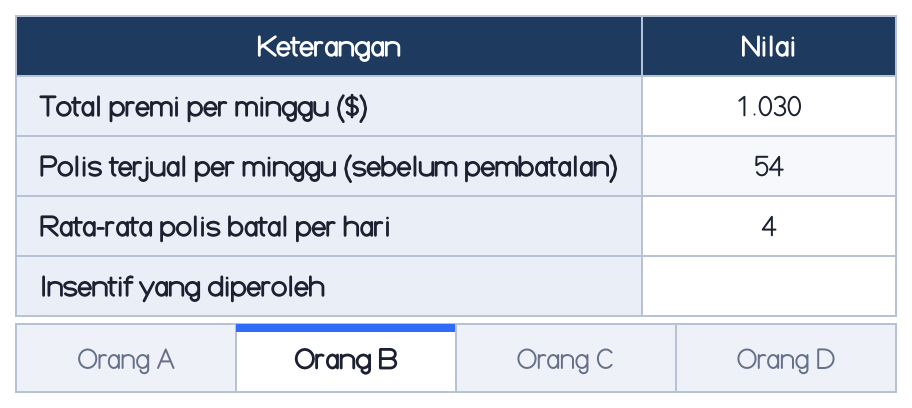 Keterangan Nilai
Total premi per minggu ($) 1.030
Polis terjual per minggu (sebelum pembatalan) 54
Rata-rata polis batal per hari 4
Insentif yang diperoleh
Orang A Orang B Orang C Orang D